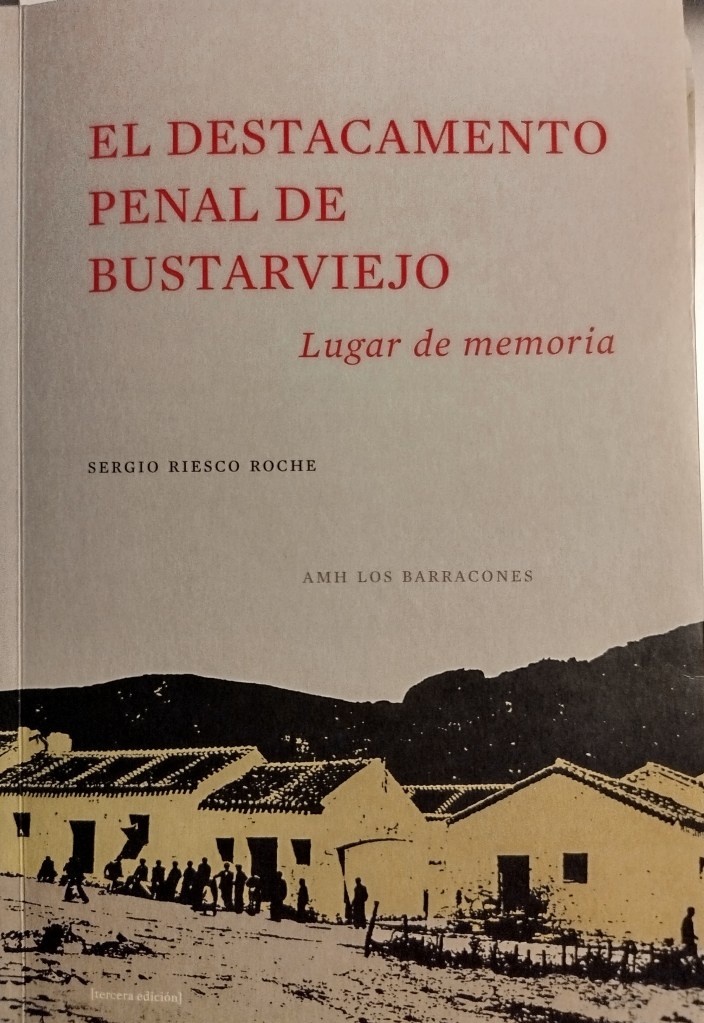 EL DESTACAMENTO
PENAL DE
BUSTARVIEJO
Lugar de memoria
SERGIO RIESCO ROCHE
AMH LOS BARRACONES
[tercera edición]